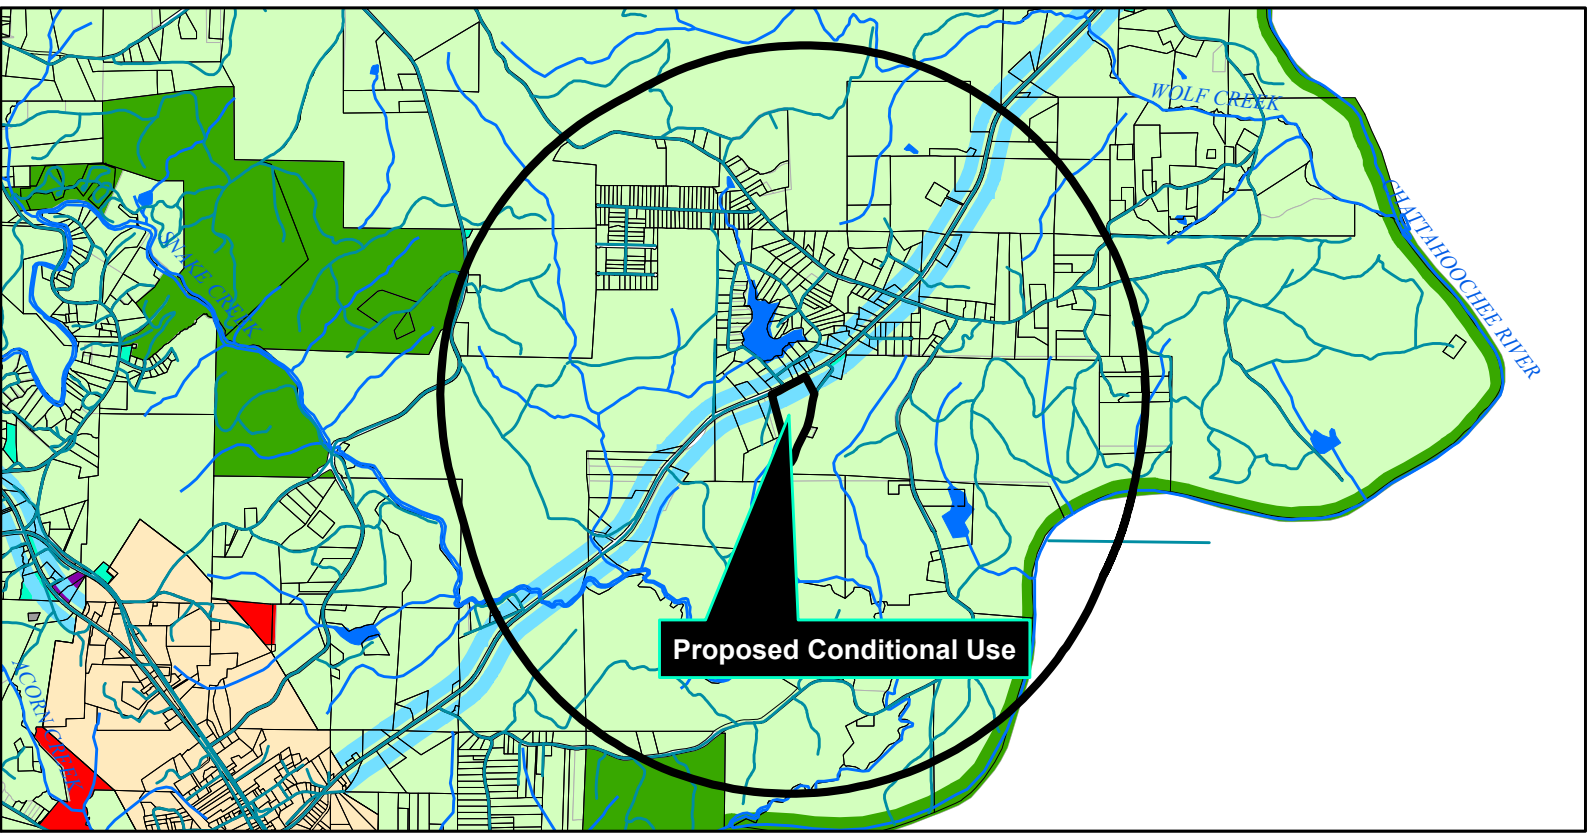 WOLF CREEK
CHATTAHOOCHEE RIVER
SNAKE CREEK
Proposed Conditional Use
ACORN CREEK